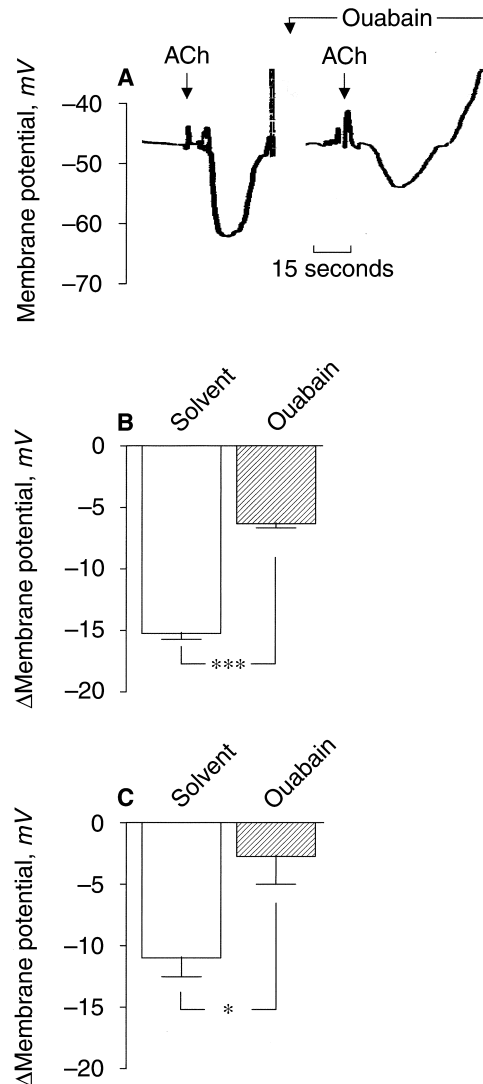 Ouabain
A
ACh
ACh
Membrane potential, mV
−40
−50
−60
−70
15 seconds
B
Solvent
Ouabain
ΔMembrane potential, mV
0
−5
−10
−15
−20
***
C
Solvent
Ouabain
ΔMembrane potential, mV
0
−5
−10
−15
−20
*